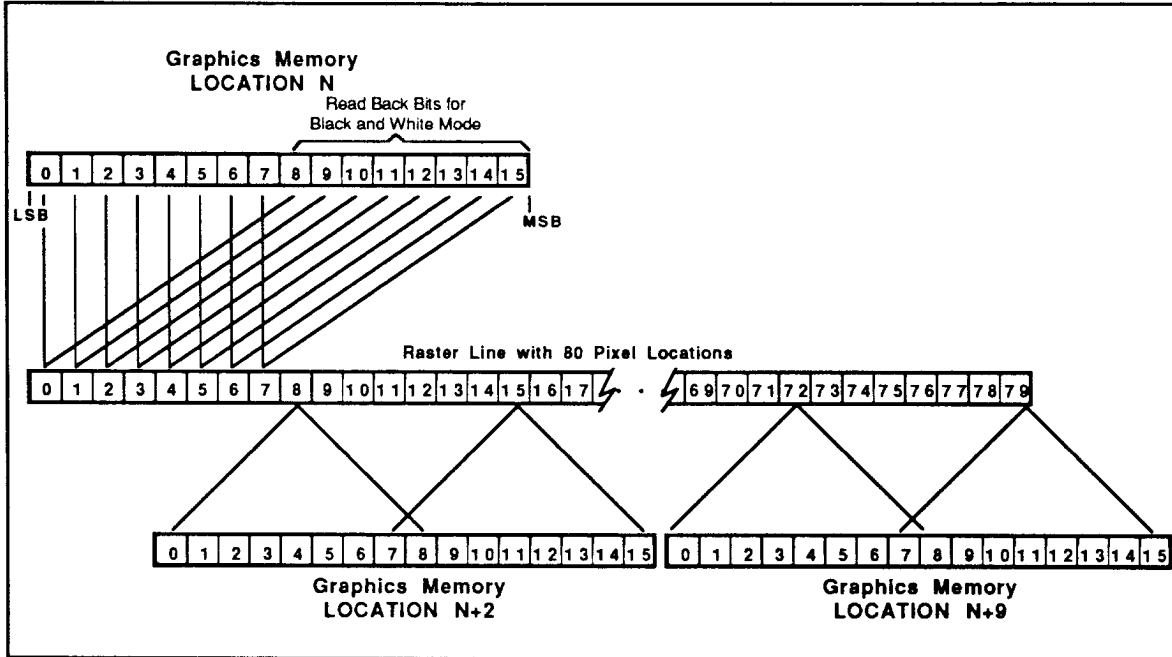 Graphics Memory
LOCATION N
Read Back Bits for
Black and White Mode
0 1 2 3 4 5 6 7 8 9 10 11 12 13 14 15
LSB
MSB
Raster Line with 80 Pixel Locations
0 1 2 3 4 5 6 7 8 9 10 11 12 13 14 15 16 17 . 69 70 71 72 73 74 75 76 77 78 79
0 1 2 3 4 5 6 7 8 9 10 11 12 13 14 15
0 1 2 3 4 5 6 7 8 9 10 11 12 13 14 15
Graphics Memory
LOCATION N+2
Graphics Memory
LOCATION N+9